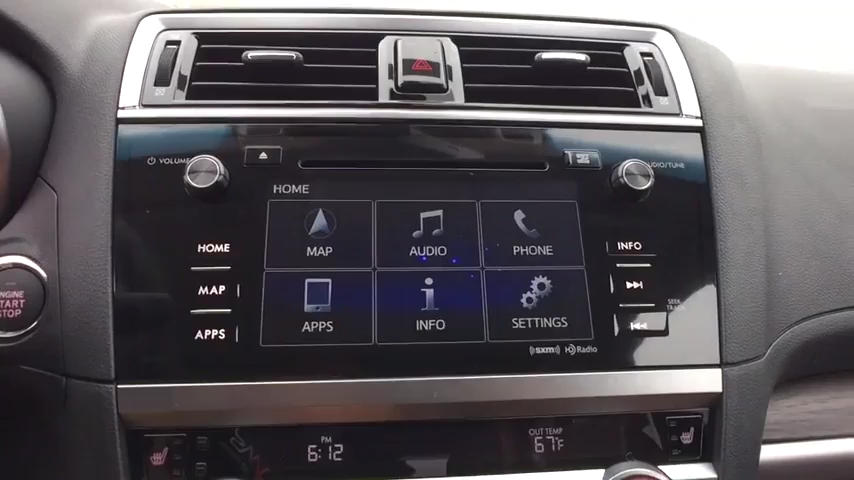 VOLUME
AUDIO/TUNE
HOME
MAP
AUDIO
PHONE
APPS
INFO
SETTINGS
HOME
MAP
APPS
INFO
SEEK
TRACK
((sxm)) HD Radio
ENGINE
START
STOP
PM
6:12
OUT TEMP
67°F